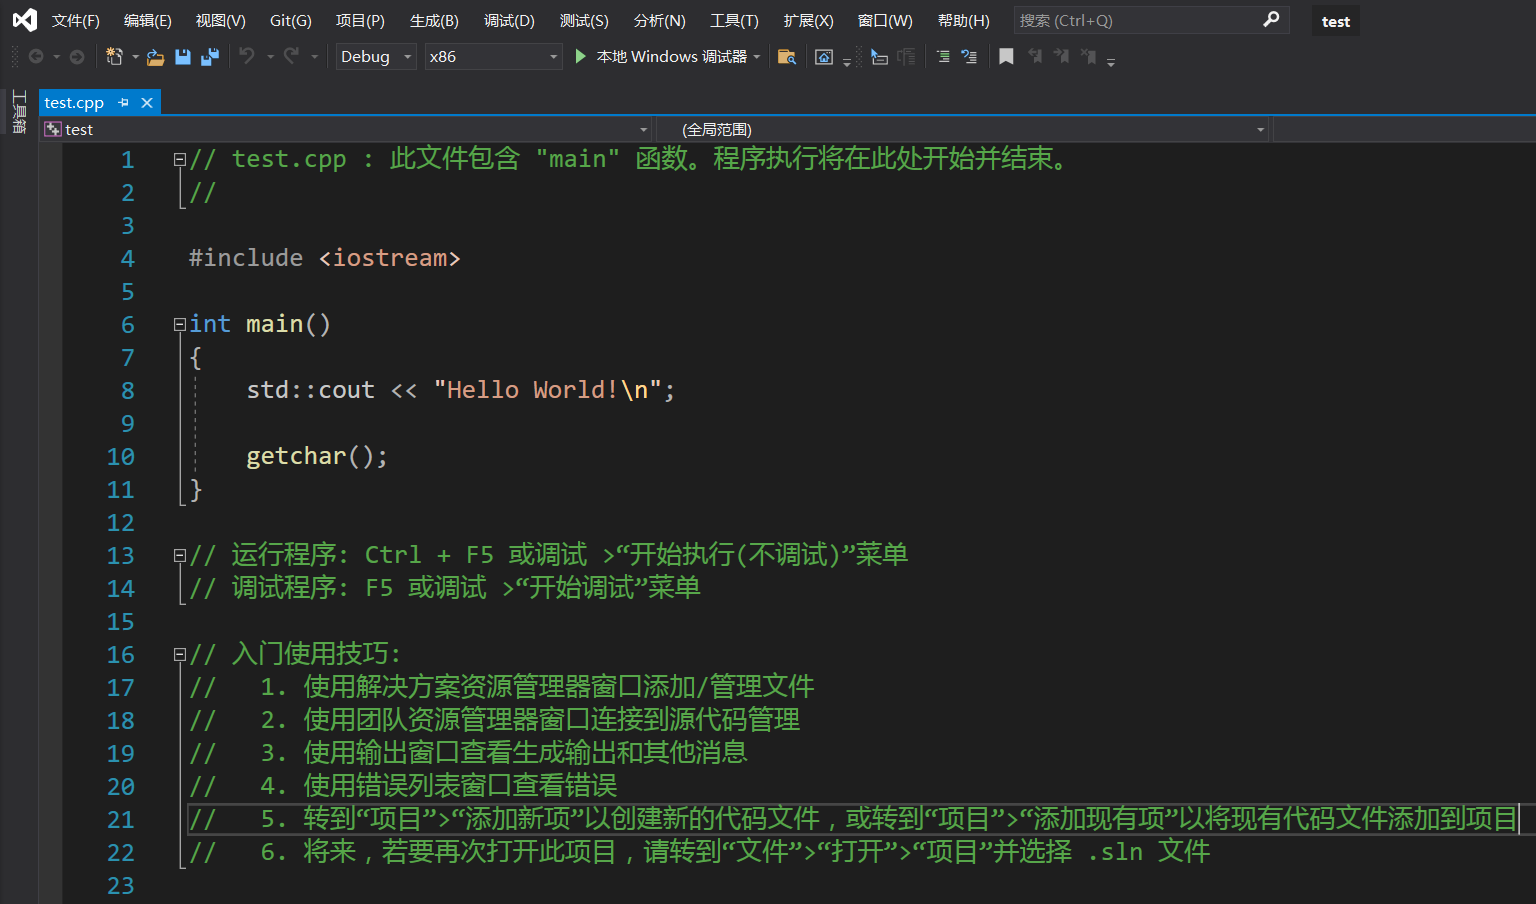 文件(F) 编辑(E) 视图(V) Git(G) 项目(P) 生成(B) 调试(D) 测试(S) 分析(N) 工具(T) 扩展(X) 窗口(W) 帮助(H) 搜索 (Ctrl+Q) test
Debug x86 本地 Windows 调试器
工具箱
test.cpp
test (全局范围)
1 // test.cpp : 此文件包含 "main" 函数。程序执行将在此处开始并结束。
2 //
3
4 #include <iostream>
5
6 int main()
7 {
8 std::cout << "Hello World!\n";
9
10 getchar();
11 }
12
13 // 运行程序: Ctrl + F5 或调试 >“开始执行(不调试)”菜单
14 // 调试程序: F5 或调试 >“开始调试”菜单
15
16 // 入门使用技巧:
17 // 1. 使用解决方案资源管理器窗口添加/管理文件
18 // 2. 使用团队资源管理器窗口连接到源代码管理
19 // 3. 使用输出窗口查看生成输出和其他消息
20 // 4. 使用错误列表窗口查看错误
21 // 5. 转到“项目”>“添加新项”以创建新的代码文件，或转到“项目”>“添加现有项”以将现有代码文件添加到项目
22 // 6. 将来，若要再次打开此项目，请转到“文件”>“打开”>“项目”并选择 .sln 文件
23